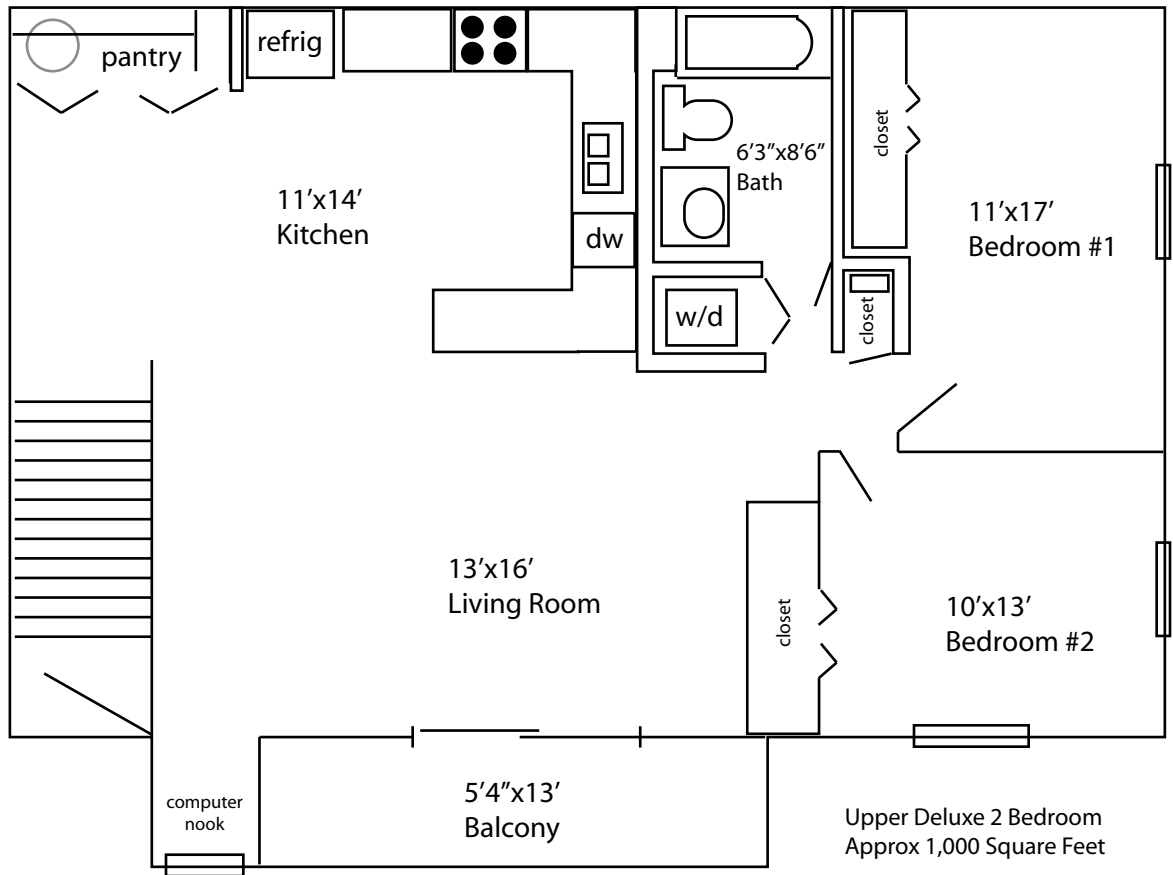 pantry
refrig
11’x14’
Kitchen
dw
6’3”x8’6”
Bath
w/d
closet
closet
11’x17’
Bedroom #1
13’x16’
Living Room
closet
10’x13’
Bedroom #2
computer
nook
5’4”x13’
Balcony
Upper Deluxe 2 Bedroom
Approx 1,000 Square Feet